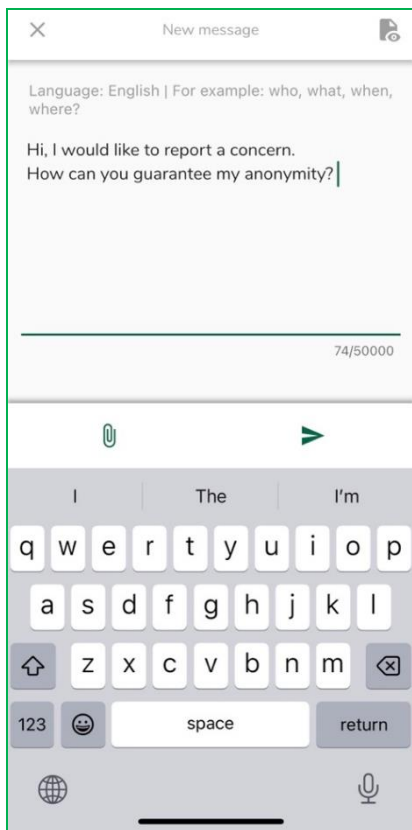 New message
Language: English | For example: who, what, when,
where?
Hi, I would like to report a concern.
How can you guarantee my anonymity?
74/50000
I The I'm
q w e r t y u i o p
a s d f g h j k l
z x c v b n m
123 space return